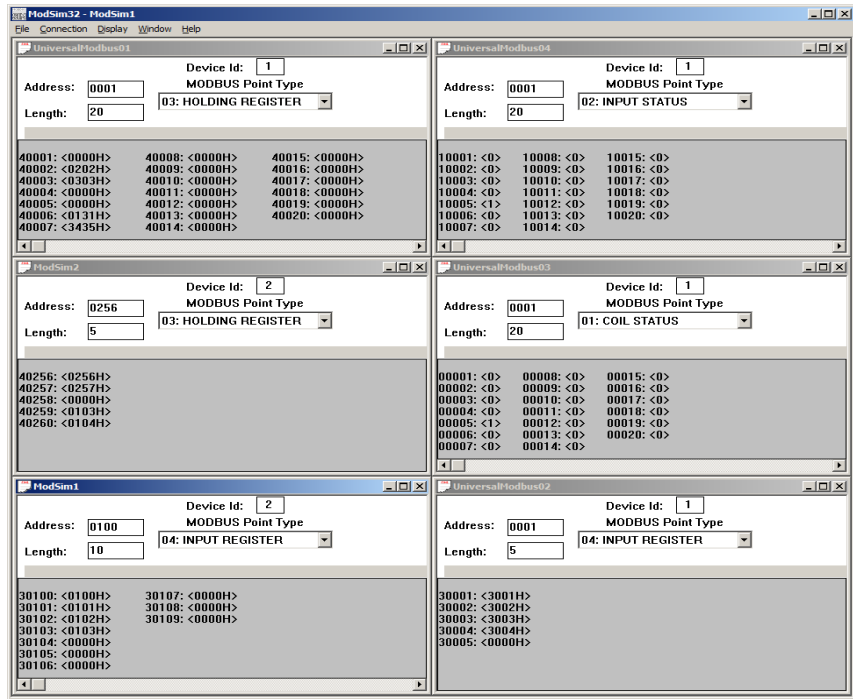 ModSim32 - ModSim1
File Connection Display Window Help
UniversalModbus01
Device Id: 1
Address: 0001 MODBUS Point Type
03: HOLDING REGISTER
Length: 20
40001: <0000H> 40008: <0000H> 40015: <0000H>
40002: <0202H> 40009: <0000H> 40016: <0000H>
40003: <0303H> 40010: <0000H> 40017: <0000H>
40004: <0000H> 40011: <0000H> 40018: <0000H>
40005: <0000H> 40012: <0000H> 40019: <0000H>
40006: <0131H> 40013: <0000H> 40020: <0000H>
40007: <3435H> 40014: <0000H>
UniversalModbus04
Device Id: 1
Address: 0001 MODBUS Point Type
02: INPUT STATUS
Length: 20
10001: <0> 10008: <0> 10015: <0>
10002: <0> 10009: <0> 10016: <0>
10003: <0> 10010: <0> 10017: <0>
10004: <0> 10011: <0> 10018: <0>
10005: <1> 10012: <0> 10019: <0>
10006: <0> 10013: <0> 10020: <0>
10007: <0> 10014: <0>
ModSim2
Device Id: 2
Address: 0256 MODBUS Point Type
03: HOLDING REGISTER
Length: 5
40256: <0256H>
40257: <0257H>
40258: <0000H>
40259: <0103H>
40260: <0104H>
UniversalModbus03
Device Id: 1
Address: 0001 MODBUS Point Type
01: COIL STATUS
Length: 20
00001: <0> 00008: <0> 00015: <0>
00002: <0> 00009: <0> 00016: <0>
00003: <0> 00010: <0> 00017: <0>
00004: <0> 00011: <0> 00018: <0>
00005: <1> 00012: <0> 00019: <0>
00006: <0> 00013: <0> 00020: <0>
00007: <0> 00014: <0>
ModSim1
Device Id: 2
Address: 0100 MODBUS Point Type
04: INPUT REGISTER
Length: 10
30100: <0100H> 30107: <0000H>
30101: <0101H> 30108: <0000H>
30102: <0102H> 30109: <0000H>
30103: <0103H>
30104: <0000H>
30105: <0000H>
30106: <0000H>
UniversalModbus02
Device Id: 1
Address: 0001 MODBUS Point Type
04: INPUT REGISTER
Length: 5
30001: <3001H>
30002: <3002H>
30003: <3003H>
30004: <3004H>
30005: <0000H>